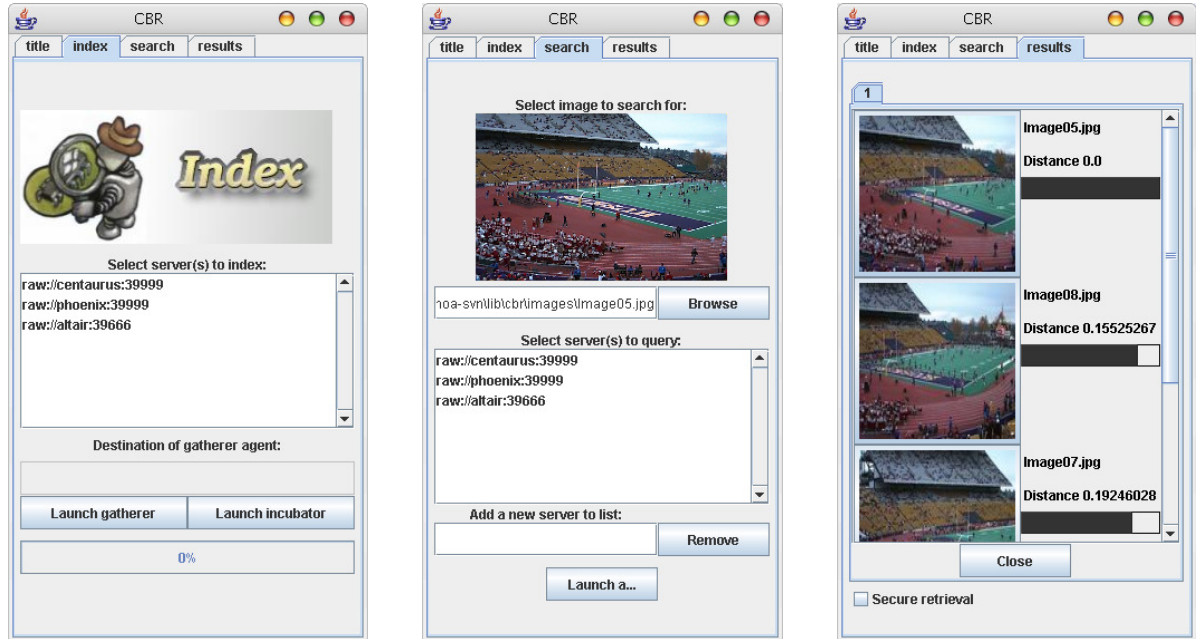 CBR
title index search results
Index
Select server(s) to index:
raw://centaurus:39999
raw://phoenix:39999
raw://altair:39666
Destination of gatherer agent:
Launch gatherer Launch incubator
0%
CBR
title index search results
Select image to search for:
noa-svn\lib\cbr\images\Image05.jpg Browse
Select server(s) to query:
raw://centaurus:39999
raw://phoenix:39999
raw://altair:39666
Add a new server to list:
Remove
Launch a...
CBR
title index search results
1
Image05.jpg
Distance 0.0
Image08.jpg
Distance 0.15525267
Image07.jpg
Distance 0.19246028
Close
Secure retrieval